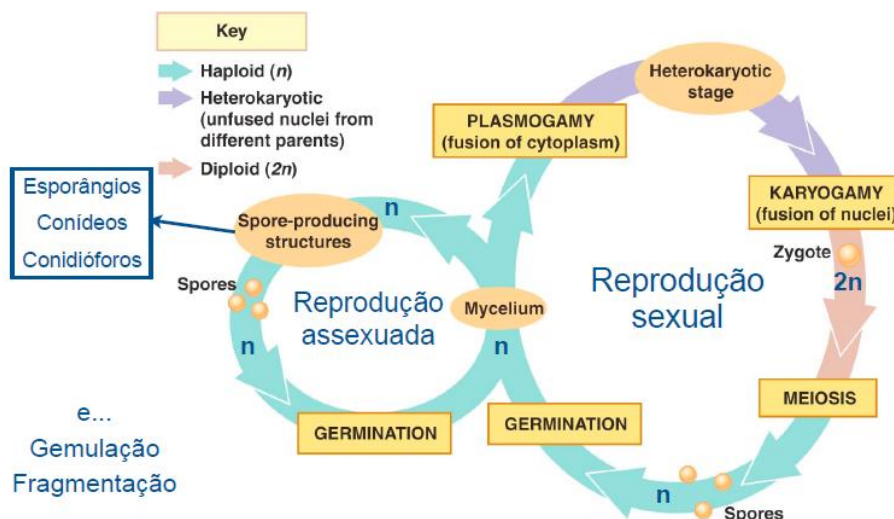 Key
Haploid (n)
Heterokaryotic
(unfused nuclei from
different parents)
Diploid (2n)
Esporângios
Conídeos
Conidióforos
Spore-producing
structures
n
Spores
n
Reprodução
assexuada
GERMINATION
e...
Gemulação
Fragmentação
Mycelium
n
PLASMOGAMY
(fusion of cytoplasm)
Heterokaryotic
stage
KARYOGAMY
(fusion of nuclei)
Zygote
2n
Reprodução
sexual
MEIOSIS
GERMINATION
n
Spores